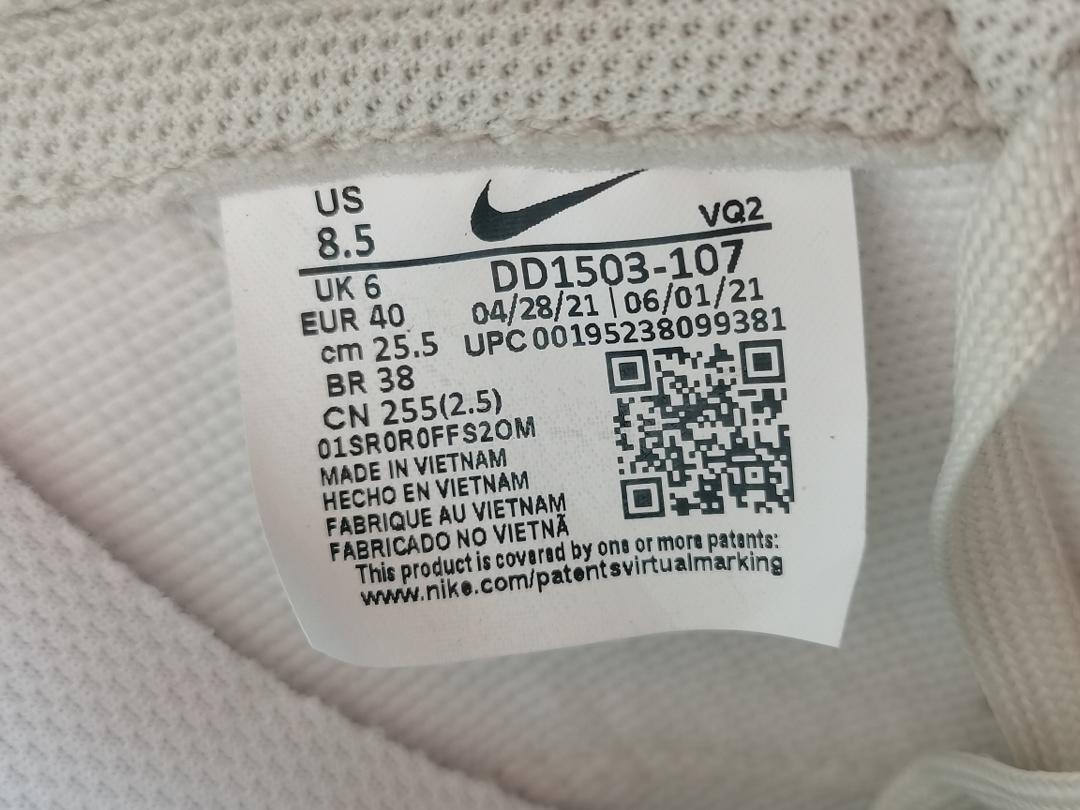 US
8.5
VQ2
UK 6
DD1503-107
EUR 40
04/28/21 | 06/01/21
cm 25.5
UPC 00195238099381
BR 38
CN 255(2.5)
01SR0R0FFS2OM
MADE IN VIETNAM
HECHO EN VIETNAM
FABRIQUE AU VIETNAM
FABRICADO NO VIETNÃ
This product is covered by one or more patents:
www.nike.com/patentsvirtualmarking